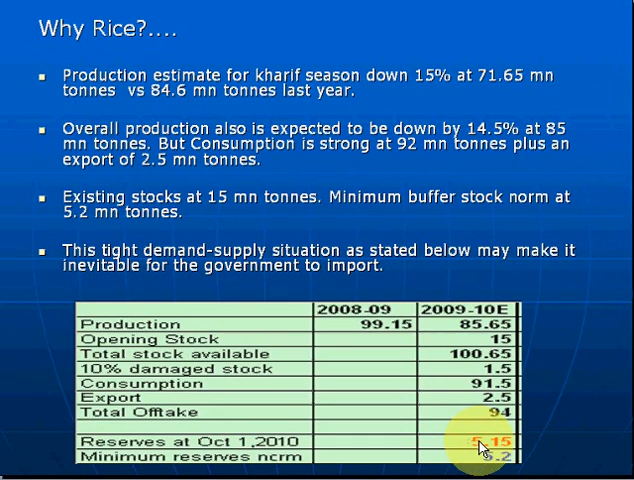 Why Rice?....
Production estimate for kharif season down 15% at 71.65 mn
tonnes vs 84.6 mn tonnes last year.
Overall production also is expected to be down by 14.5% at 85
mn tonnes. But Consumption is strong at 92 mn tonnes plus an
export of 2.5 mn tonnes.
Existing stocks at 15 mn tonnes. Minimum buffer stock norm at
5.2 mn tonnes.
This tight demand-supply situation as stated below may make it
inevitable for the government to import.
2008-09 2009-10E
Production 99.15 85.65
Opening Stock 15
Total stock available 100.65
10% damaged stock 1.5
Consumption 91.5
Export 2.5
Total Offtake 94
Reserves at Oct 1,2010 5.15
Minimum reserves norm 5.2